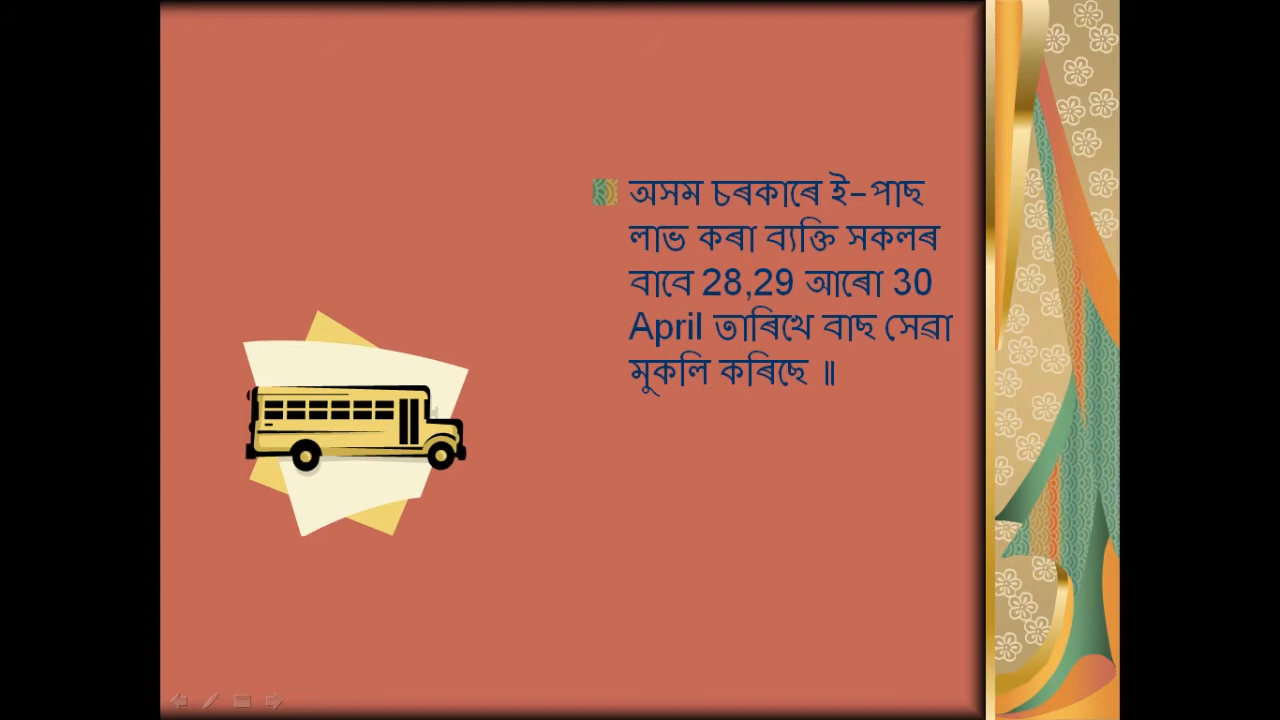 অসম চৰকাৰে ই-পাছ
লাভ কৰা ব্যক্তি সকলৰ
বাবে 28,29 আৰো 30
April তাৰিখে বাছ সেৱা
মুকলি কৰিছে ॥